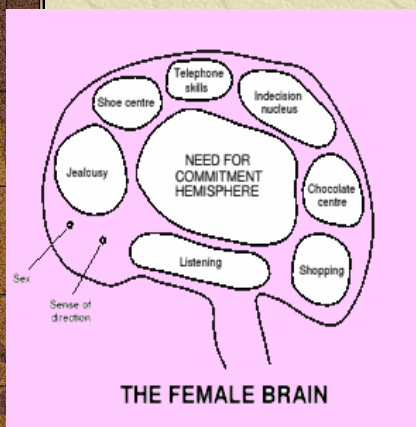 Telephone
skills
Shoe centre
Indecision
nucleus
Jealousy
NEED FOR
COMMITMENT
HEMISPHERE
Chocolate
centre
Listening
Shopping
Sex
Sense of
direction
THE FEMALE BRAIN